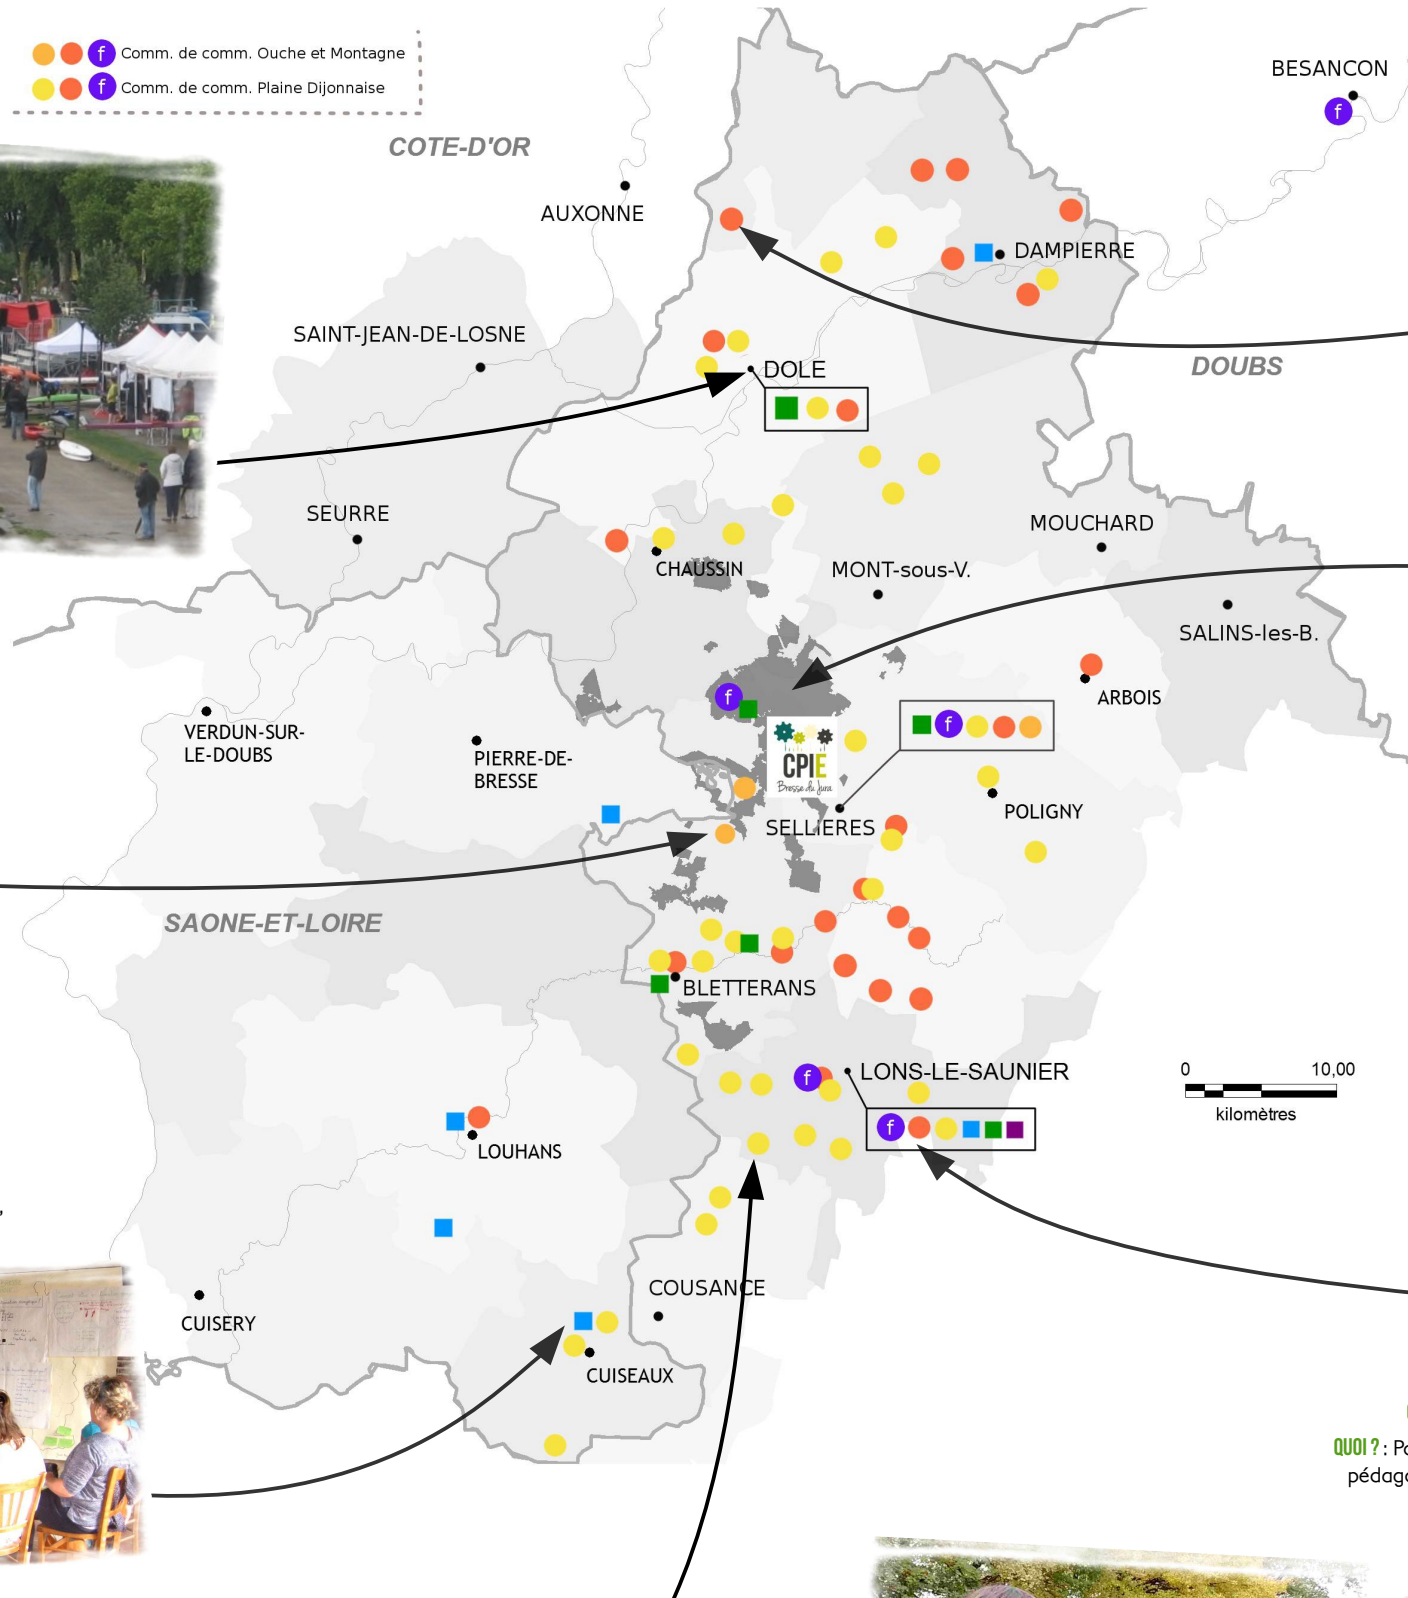 f Comm. de comm. Ouche et Montagne
f Comm. de comm. Plaine Dijonnaise
BESANCON
f
COTE-D'OR
AUXONNE
DAMPIERRE
SAINT-JEAN-DE-LOSNE
DOUBS
DOLE
SEURRE
MOUCHARD
CHAUSSIN
MONT-sous-V.
SALINS-les-B.
ARBOIS
f
VERDUN-SUR-
LE-DOUBS
PIERRE-DE-
BRESSE
f
CPIE
Bresse du Jura
POLIGNY
SELLIERES
SAONE-ET-LOIRE
BLETTERANS
f
LONS-LE-SAUNIER
0 10,00
kilomètres
f
LOUHANS
COUSANCE
CUISERY
CUISEAUX
QUOI ? : Po
pédago